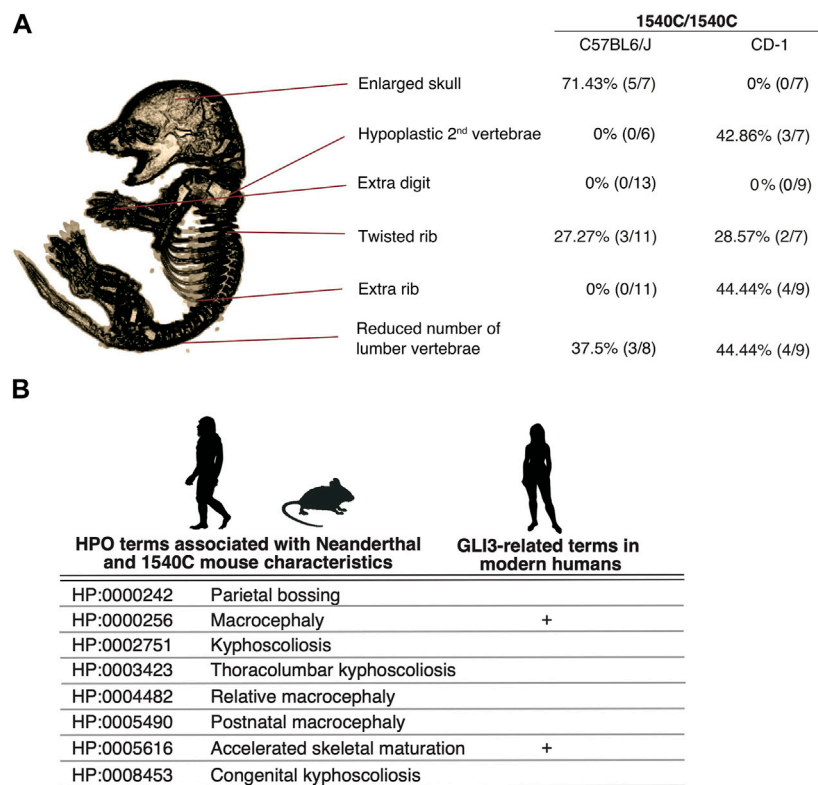 A
1540C/1540C
C57BL6/J CD-1
Enlarged skull 71.43% (5/7) 0% (0/7)
Hypoplastic 2nd vertebrae 0% (0/6) 42.86% (3/7)
Extra digit 0% (0/13) 0% (0/9)
Twisted rib 27.27% (3/11) 28.57% (2/7)
Extra rib 0% (0/11) 44.44% (4/9)
Reduced number of
lumber vertebrae 37.5% (3/8) 44.44% (4/9)
B
HPO terms associated with Neanderthal
and 1540C mouse characteristics
GLI3-related terms in
modern humans
HP:0000242 Parietal bossing
HP:0000256 Macrocephaly +
HP:0002751 Kyphoscoliosis
HP:0003423 Thoracolumbar kyphoscoliosis
HP:0004482 Relative macrocephaly
HP:0005490 Postnatal macrocephaly
HP:0005616 Accelerated skeletal maturation +
HP:0008453 Congenital kyphoscoliosis